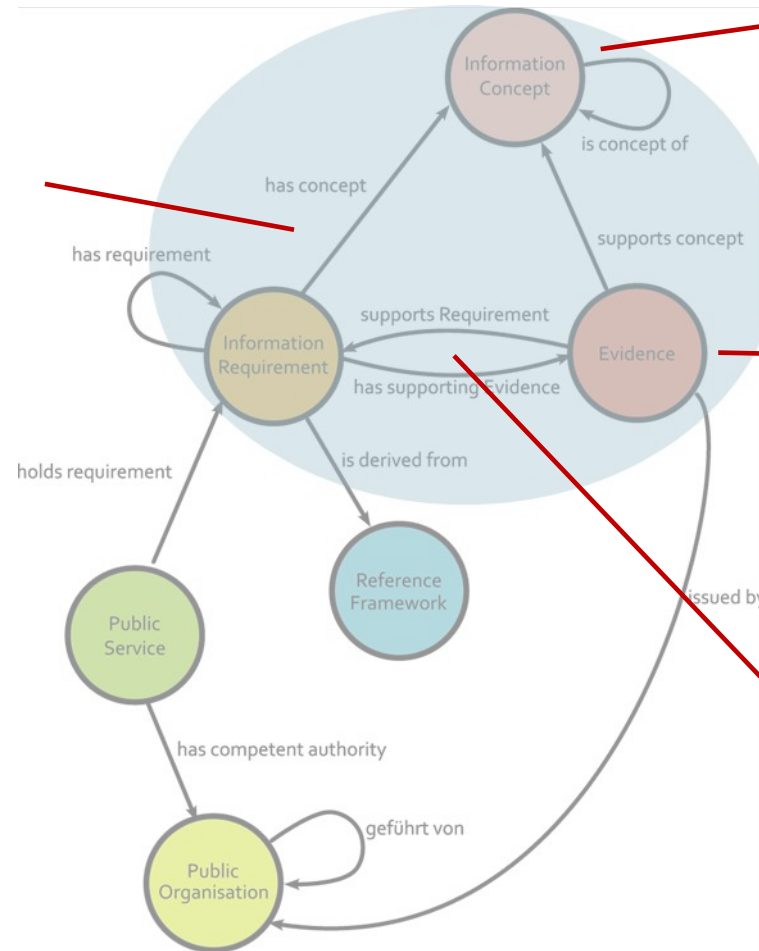 Information
Concept
is concept of
has concept
supports concept
has requirement
supports Requirement
Information
Requirement
Evidence
has supporting Evidence
is derived from
holds requirement
Reference
Framework
issued by
Public
Service
has competent authority
geführt von
Public
Organisation